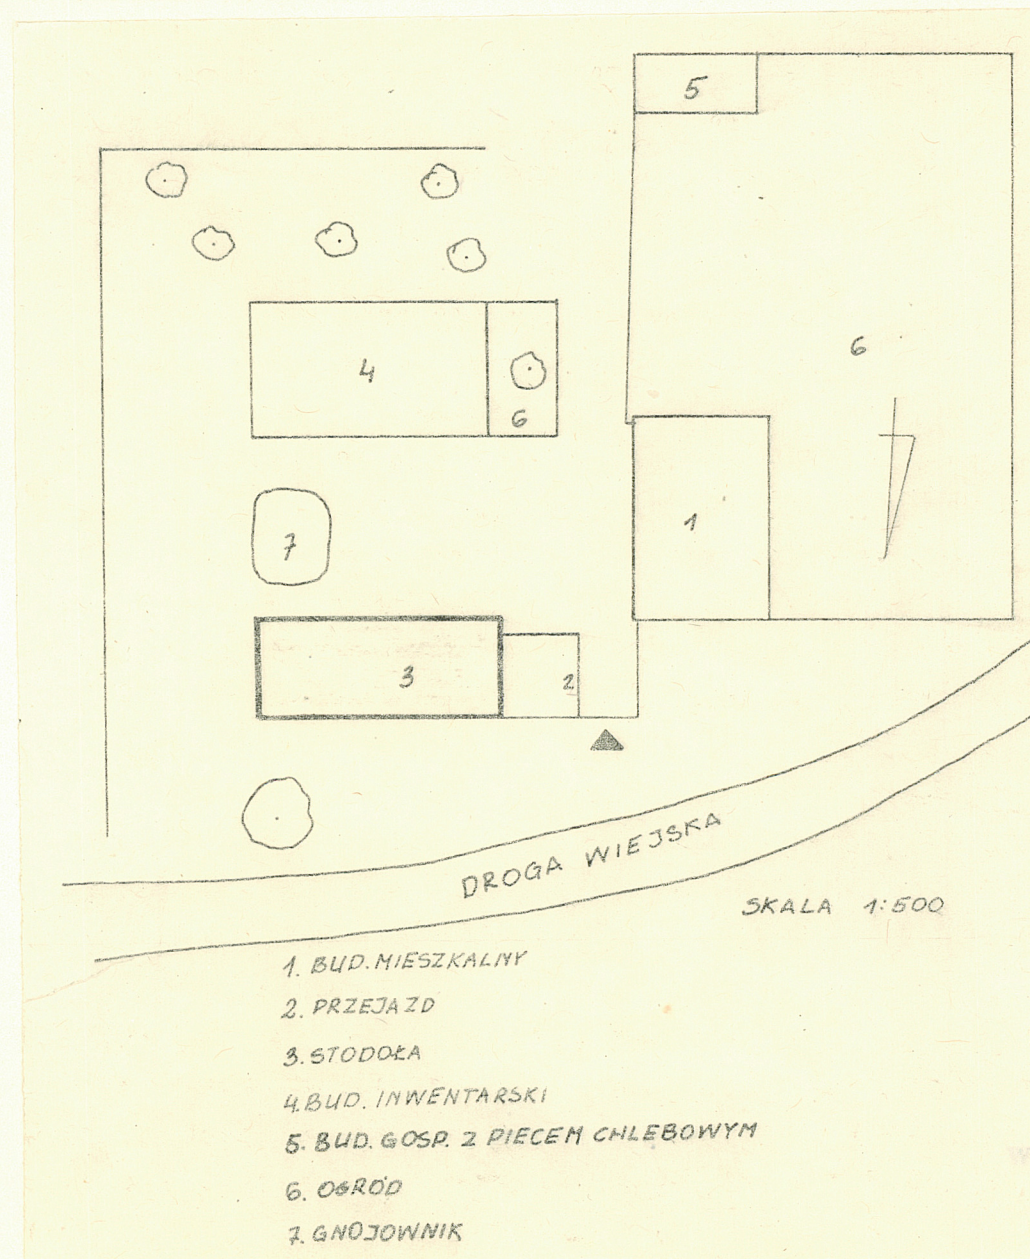 5
4
6
6
1
7
3
2
DROGA WIEJSKA
SKALA 1:500
1. BUD. MIESZKALNY
2. PRZEJAZD
3. STODOŁA
4. BUD. INWENTARSKI
5. BUD. GOSP. Z PIECEM CHLEBOWYM
6. OGRÓD
7. GNOJOWNIK